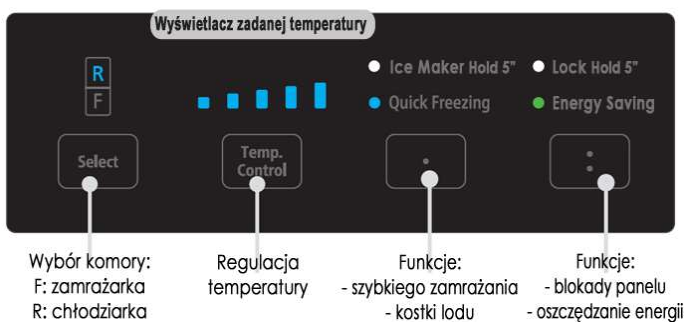 Wyświetlacz zadanej temperatury
R
F
Ice Maker Hold 5"
Lock Hold 5"
Quick Freezing
Energy Saving
Select
Temp.
Control
Wybór komory:
F: zamrażarka
R: chłodziarka
Regulacja
temperatury
Funkcje:
- szybkiego zamrażania
- kostki lodu
Funkcje:
- blokady panelu
- oszczędzanie energii